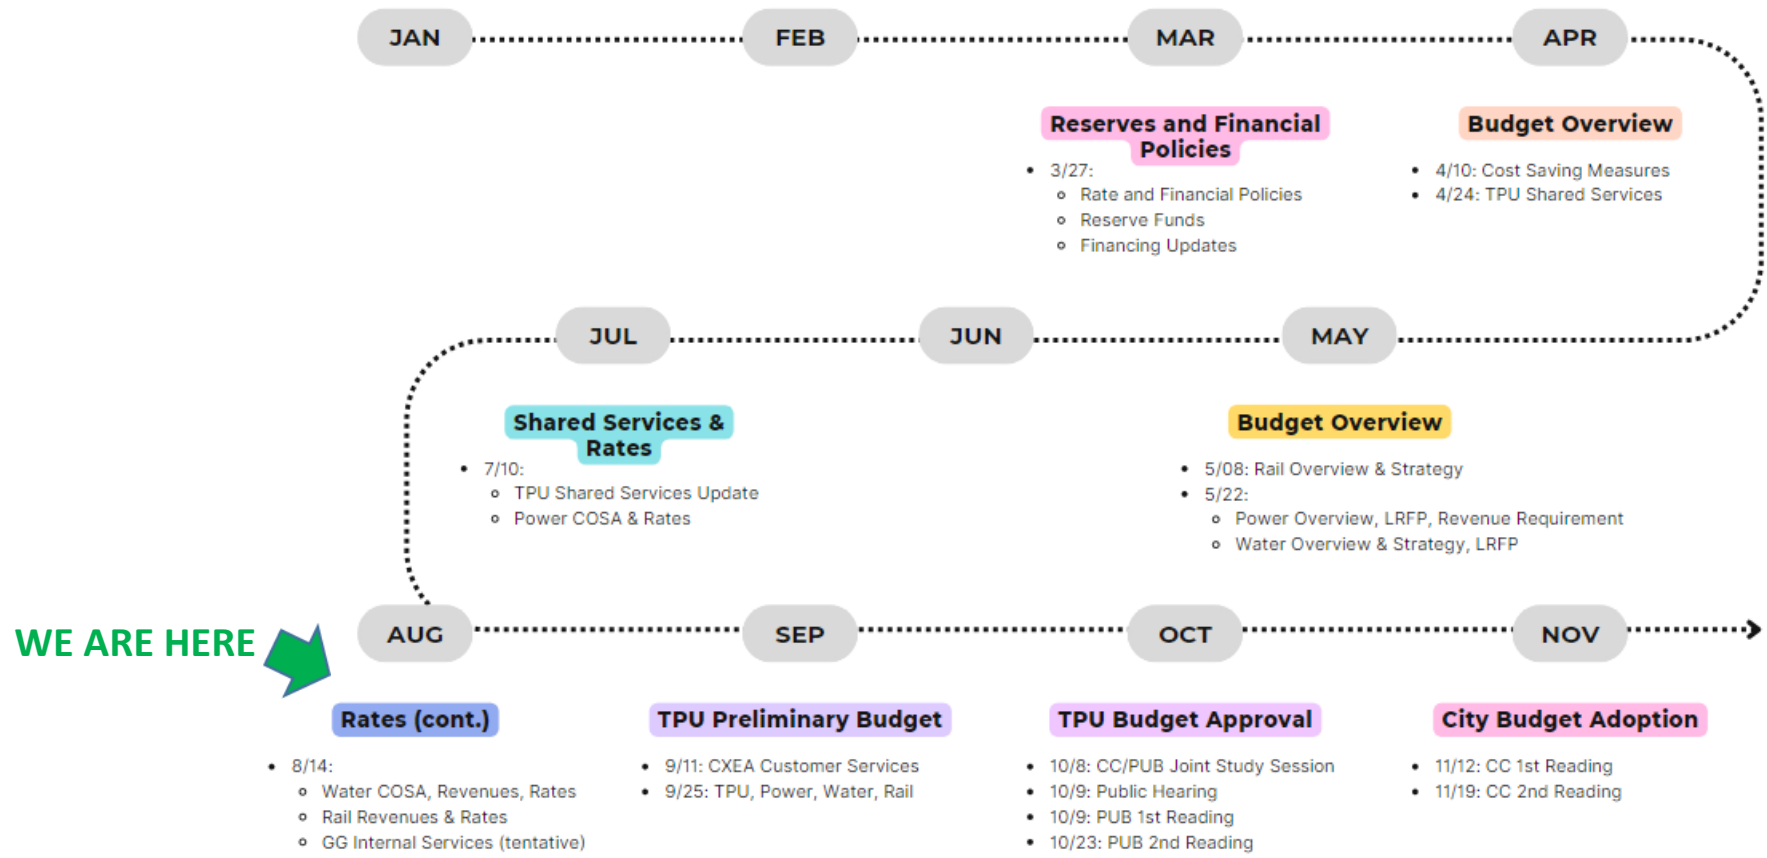 JAN
FEB
MAR
APR
Reserves and Financial
Policies
• 3/27:
Rate and Financial Policies
Reserve Funds
Financing Updates
Budget Overview
• 4/10: Cost Saving Measures
• 4/24: TPU Shared Services
JUL
JUN
MAY
Shared Services &
Rates
• 7/10:
TPU Shared Services Update
Power COSA & Rates
Budget Overview
• 5/08: Rail Overview & Strategy
• 5/22:
Power Overview, LRFP, Revenue Requirement
Water Overview & Strategy, LRFP
WE ARE HERE
AUG
SEP
OCT
NOV
Rates (cont.)
• 8/14:
Water COSA, Revenues, Rates
Rail Revenues & Rates
GG Internal Services (tentative)
TPU Preliminary Budget
• 9/11: CXEA Customer Services
• 9/25: TPU, Power, Water, Rail
TPU Budget Approval
• 10/8: CC/PUB Joint Study Session
• 10/9: Public Hearing
• 10/9: PUB 1st Reading
• 10/23: PUB 2nd Reading
City Budget Adoption
• 11/12: CC 1st Reading
• 11/19: CC 2nd Reading